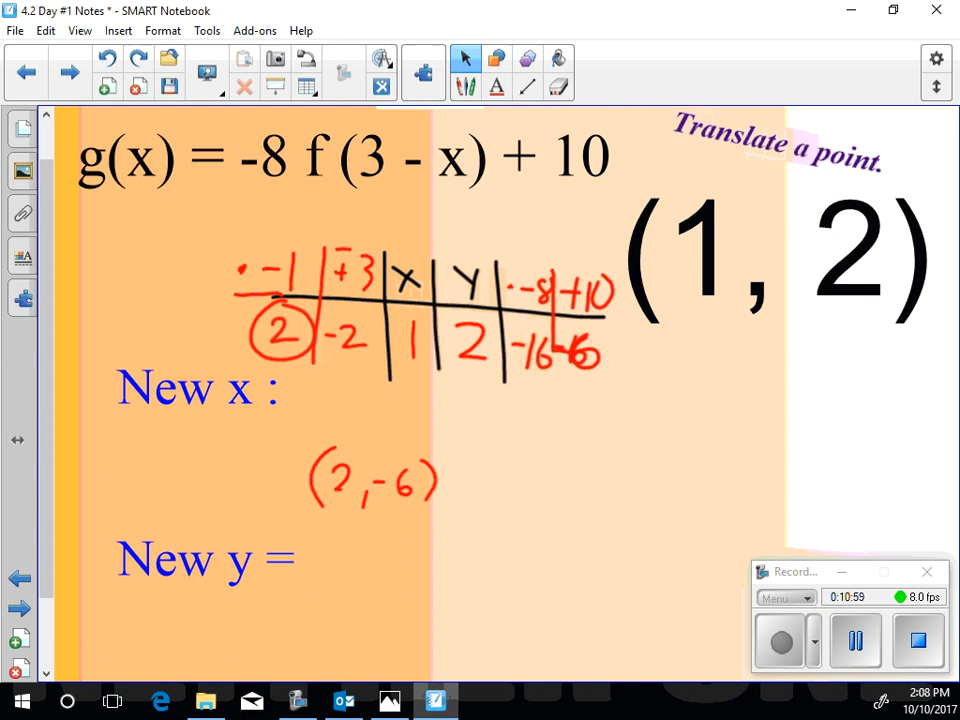 4.2 Day #1 Notes * - SMART Notebook
File Edit View Insert Format Tools Add-ons Help
Translate a point.
g(x) = -8 f (3 - x) + 10
(1, 2)
· -1 | + 3 | x | y | · -8 | +10
2 | -2 | 1 | 2 | -16 | -6
New x :
(2, -6)
New y =
Record...
Menu 0:10:59 8.0 fps
2:08 PM
10/10/2017